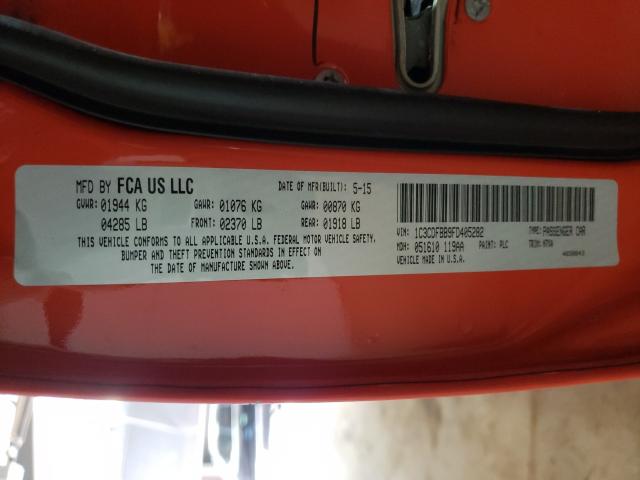 MFD BY FCA US LLC DATE OF MFR(BUILT): 5-15
GVWR: 01944 KG GAWR: 01076 KG GAWR: 00870 KG
04285 LB FRONT: 02370 LB REAR: 01918 LB
THIS VEHICLE CONFORMS TO ALL APPLICABLE U.S.A. FEDERAL MOTOR VEHICLE SAFETY,
BUMPER AND THEFT PREVENTION STANDARDS IN EFFECT ON
THE DATE OF MANUFACTURE SHOWN ABOVE.
VIN: 1C3CDFBB9FD405282 TYPE: PASSENGER CAR
MDH: 051610 119AA PAINT: PLC TRIM:
VEHICLE MADE IN U.S.A.